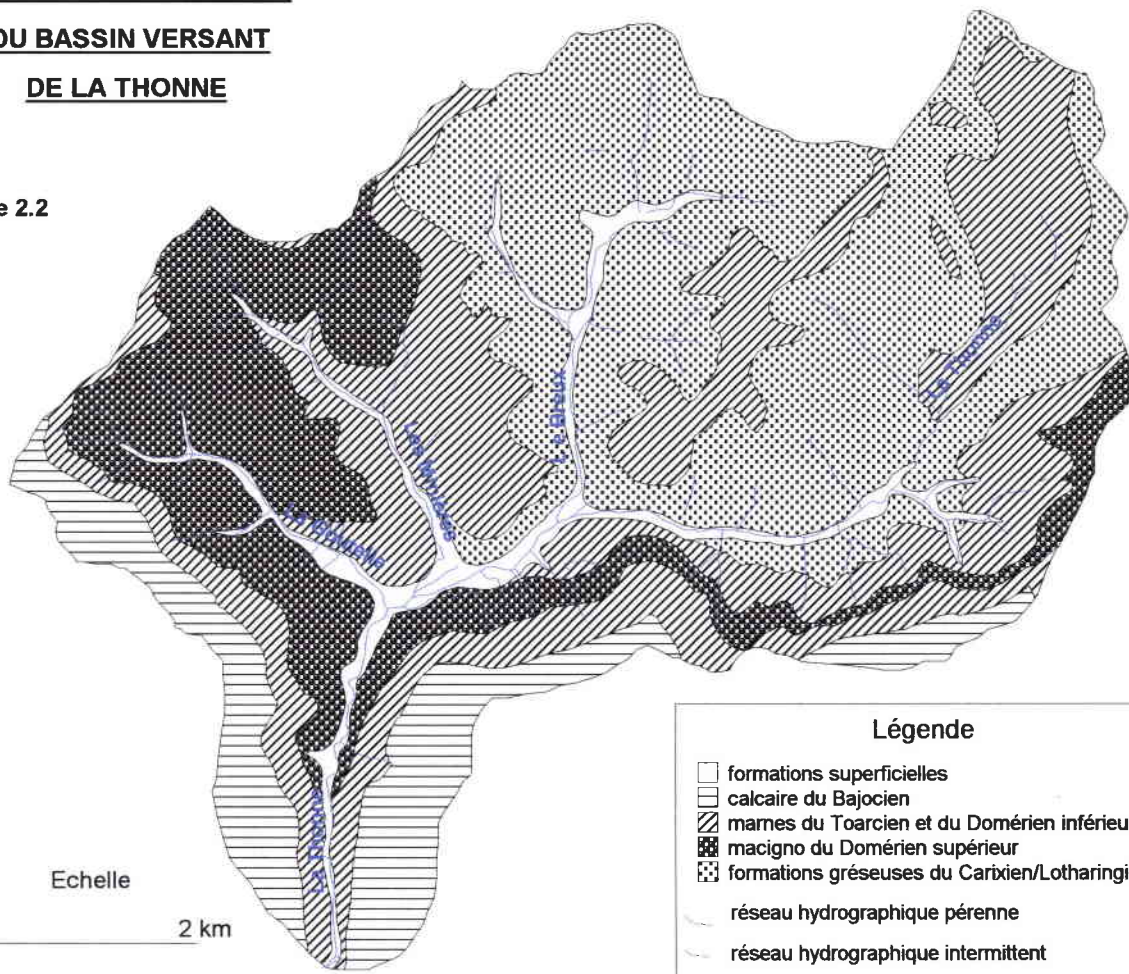 DU BASSIN VERSANT
DE LA THONNE
e 2.2
La Thonne
Le Breux
Les Minières
La Thonne
Echelle
2 km
Légende
formations superficielles
calcaire du Bajocien
marnes du Toarcien et du Domérien inférieu
macigno du Domérien supérieur
formations gréseuses du Carixien/Lotharingi
réseau hydrographique pérenne
réseau hydrographique intermittent